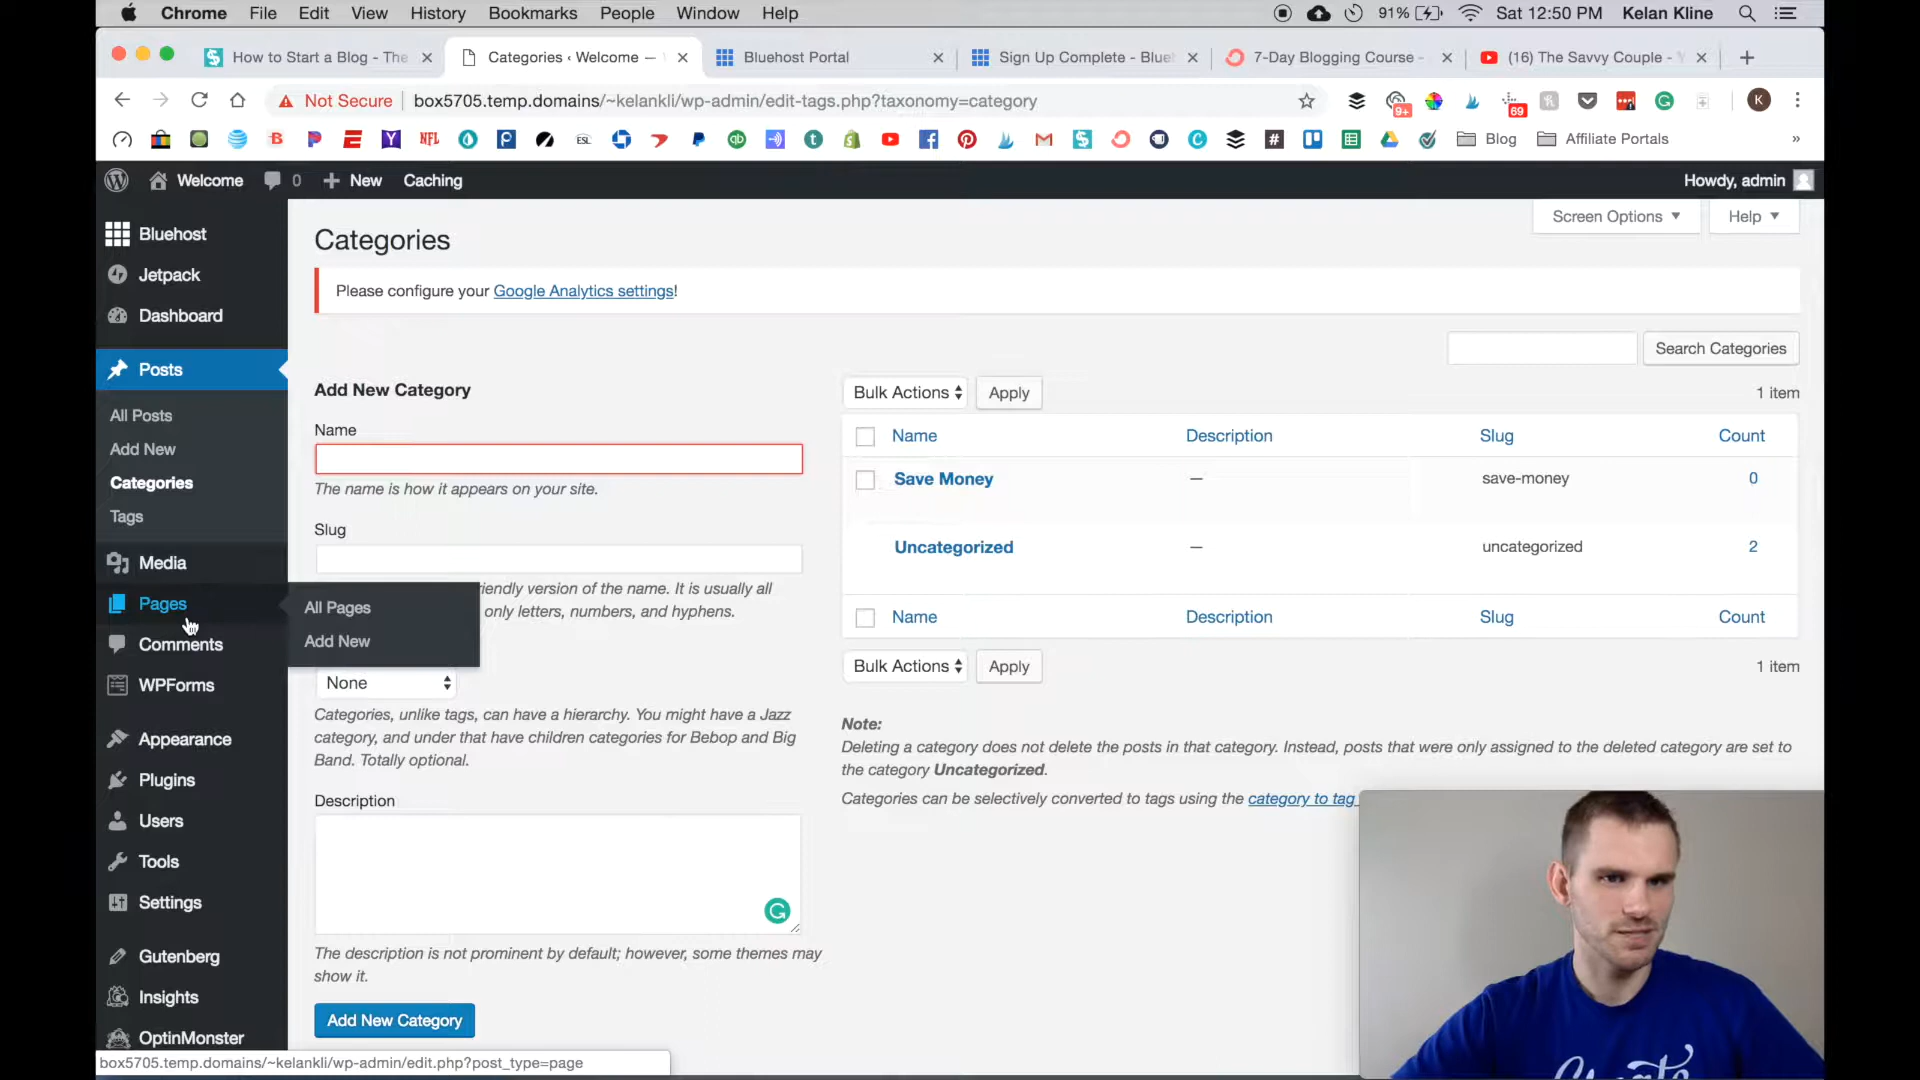 Chrome File Edit View History Bookmarks People Window Help 91% Sat 12:50 PM Kelan Kline
How to Start a Blog - The Categories ‹ Welcome — Bluehost Portal Sign Up Complete - Blueh 7-Day Blogging Course - (16) The Savvy Couple -
Not Secure box5705.temp.domains/~kelankli/wp-admin/edit-tags.php?taxonomy=category 9+ 69 K
NFL ESL Blog Affiliate Portals »
Welcome 0 New Caching Howdy, admin
Screen Options Help
Bluehost
Jetpack
Dashboard
Posts
All Posts
Add New
Categories
Tags
Media
Pages
All Pages
Add New
Comments
WPForms
Appearance
Plugins
Users
Tools
Settings
Gutenberg
Insights
OptinMonster
Categories
Please configure your Google Analytics settings!
Search Categories
Add New Category
Name
The name is how it appears on your site.
Slug
riendly version of the name. It is usually all
only letters, numbers, and hyphens.
None
Categories, unlike tags, can have a hierarchy. You might have a Jazz
category, and under that have children categories for Bebop and Big
Band. Totally optional.
Description
The description is not prominent by default; however, some themes may
show it.
Add New Category
Bulk Actions Apply 1 item
Name Description Slug Count
Save Money — save-money 0
Uncategorized — uncategorized 2
Name Description Slug Count
Bulk Actions Apply 1 item
Note:
Deleting a category does not delete the posts in that category. Instead, posts that were only assigned to the deleted category are set to
the category Uncategorized.
Categories can be selectively converted to tags using the category to tag
box5705.temp.domains/~kelankli/wp-admin/edit.php?post_type=page